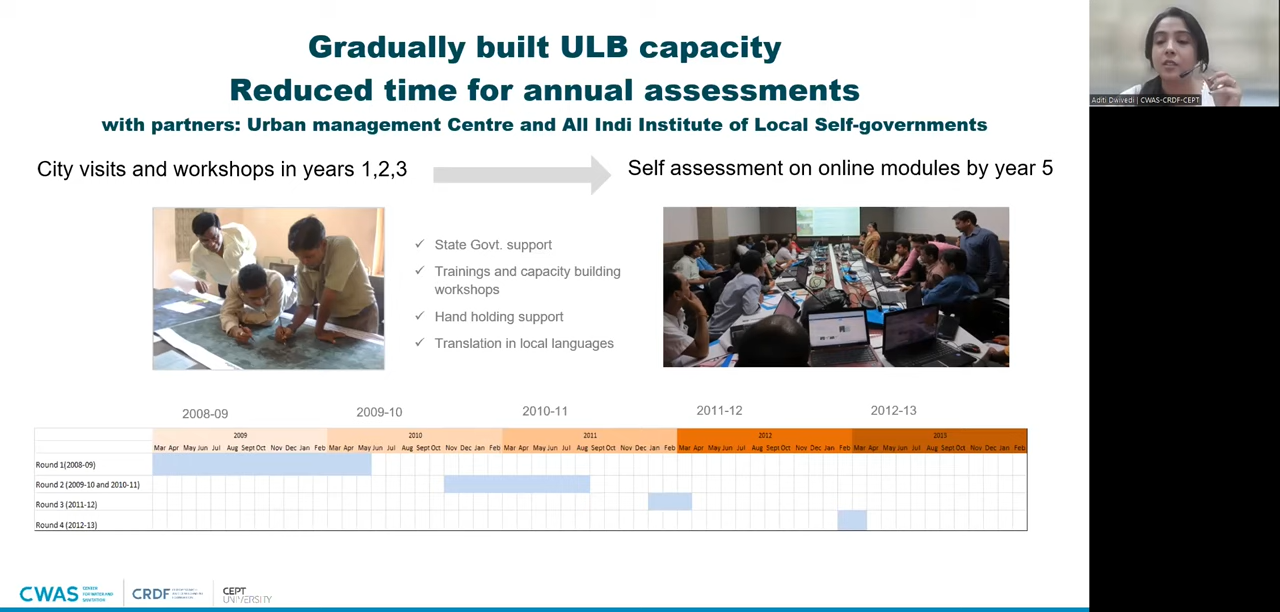 Gradually built ULB capacity
Reduced time for annual assessments
with partners: Urban management Centre and All Indi Institute of Local Self-governments
City visits and workshops in years 1,2,3
Self assessment on online modules by year 5
✓ State Govt. support
✓ Trainings and capacity building
workshops
✓ Hand holding support
✓ Translation in local languages
2008-09 2009-10 2010-11 2011-12 2012-13
2009 2010 2011 2012 2013
Mar Apr May Jun Jul Aug Sept Oct Nov Dec Jan Feb Mar Apr May Jun Jul Aug Sept Oct Nov Dec Jan Feb Mar Apr May Jun Jul Aug Sept Oct Nov Dec Jan Feb Mar Apr May Jun Jul Aug Sept Oct Nov Dec Jan Feb Mar Apr May Jun Jul Aug Sept Oct Nov Dec Jan Feb
Round 1(2008-09)
Round 2 (2009-10 and 2010-11)
Round 3 (2011-12)
Round 4 (2012-13)
CWAS CENTER FOR WATER AND SANITATION
CRDF
CEPT UNIVERSITY
Aditi Dwivedi | CWAS-CRDF-CEPT